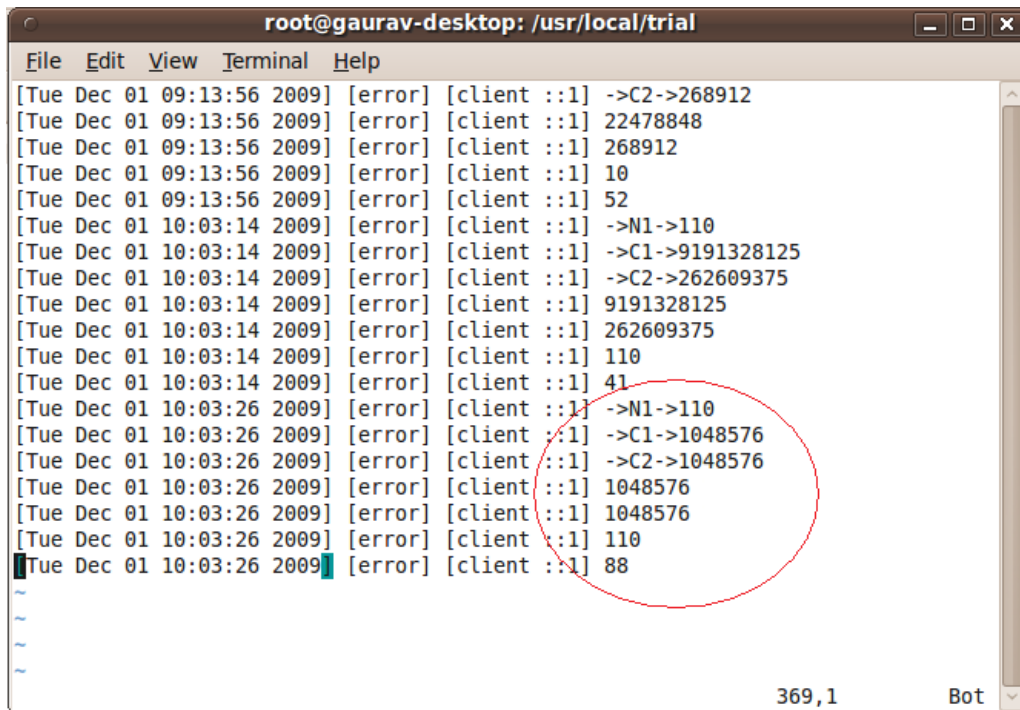 root@gaurav-desktop: /usr/local/trial
File Edit View Terminal Help
[Tue Dec 01 09:13:56 2009] [error] [client ::1] ->C2->268912
[Tue Dec 01 09:13:56 2009] [error] [client ::1] 22478848
[Tue Dec 01 09:13:56 2009] [error] [client ::1] 268912
[Tue Dec 01 09:13:56 2009] [error] [client ::1] 10
[Tue Dec 01 09:13:56 2009] [error] [client ::1] 52
[Tue Dec 01 10:03:14 2009] [error] [client ::1] ->N1->110
[Tue Dec 01 10:03:14 2009] [error] [client ::1] ->C1->9191328125
[Tue Dec 01 10:03:14 2009] [error] [client ::1] ->C2->262609375
[Tue Dec 01 10:03:14 2009] [error] [client ::1] 9191328125
[Tue Dec 01 10:03:14 2009] [error] [client ::1] 262609375
[Tue Dec 01 10:03:14 2009] [error] [client ::1] 110
[Tue Dec 01 10:03:14 2009] [error] [client ::1] 41
[Tue Dec 01 10:03:26 2009] [error] [client ::1] ->N1->110
[Tue Dec 01 10:03:26 2009] [error] [client ::1] ->C1->1048576
[Tue Dec 01 10:03:26 2009] [error] [client ::1] ->C2->1048576
[Tue Dec 01 10:03:26 2009] [error] [client ::1] 1048576
[Tue Dec 01 10:03:26 2009] [error] [client ::1] 1048576
[Tue Dec 01 10:03:26 2009] [error] [client ::1] 110
[Tue Dec 01 10:03:26 2009] [error] [client ::1] 88
~
~
~
~
369,1 Bot